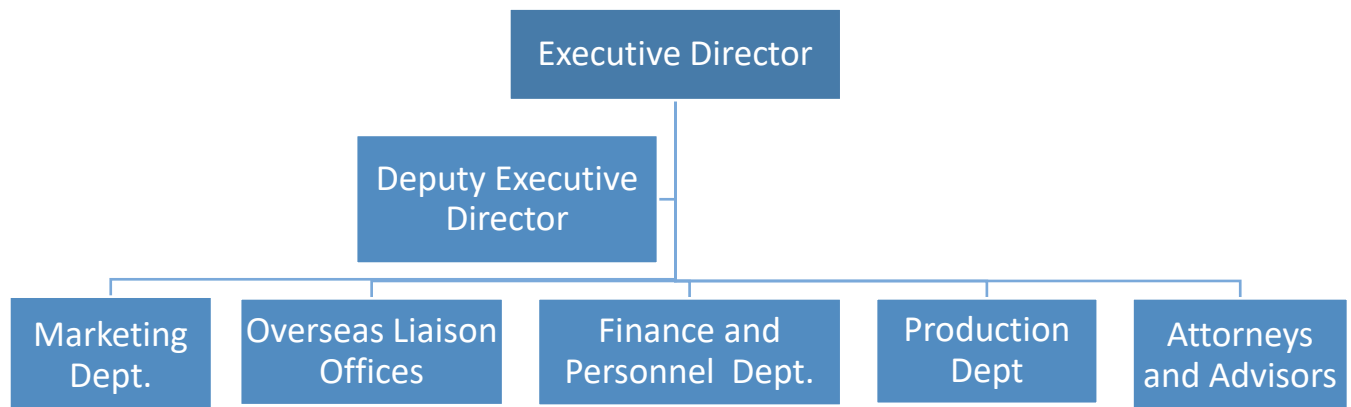 Executive Director
Deputy Executive
Director
Marketing
Dept.
Overseas Liaison
Offices
Finance and
Personnel  Dept.
Production
Dept
Attorneys
and Advisors